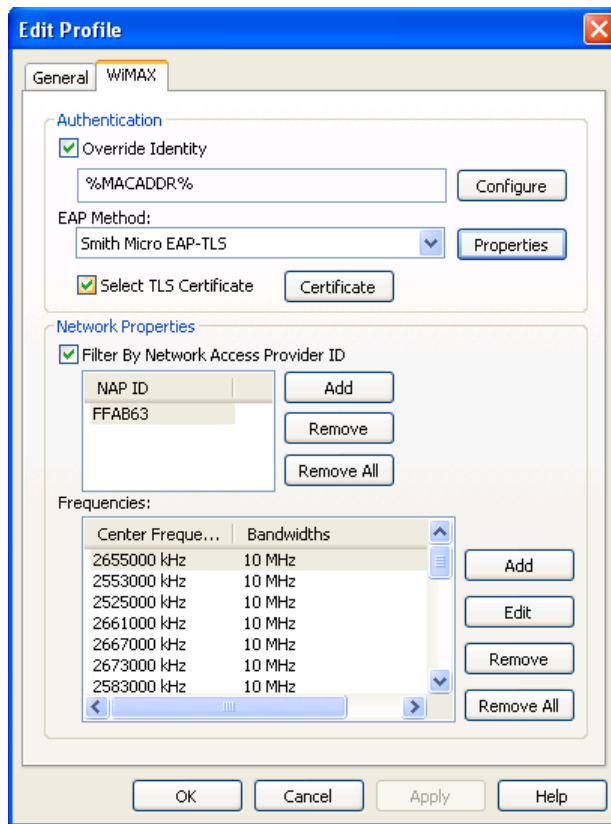 Edit Profile
General WiMAX
Authentication
Override Identity
%MACADDR% Configure
EAP Method:
Smith Micro EAP-TLS Properties
Select TLS Certificate Certificate
Network Properties
Filter By Network Access Provider ID
NAP ID Add
FFAB63
Remove
Remove All
Frequencies:
Center Freque... Bandwidths
2655000 kHz 10 MHz Add
2553000 kHz 10 MHz
2525000 kHz 10 MHz Edit
2661000 kHz 10 MHz
2667000 kHz 10 MHz Remove
2673000 kHz 10 MHz
2583000 kHz 10 MHz Remove All
OK Cancel Apply Help